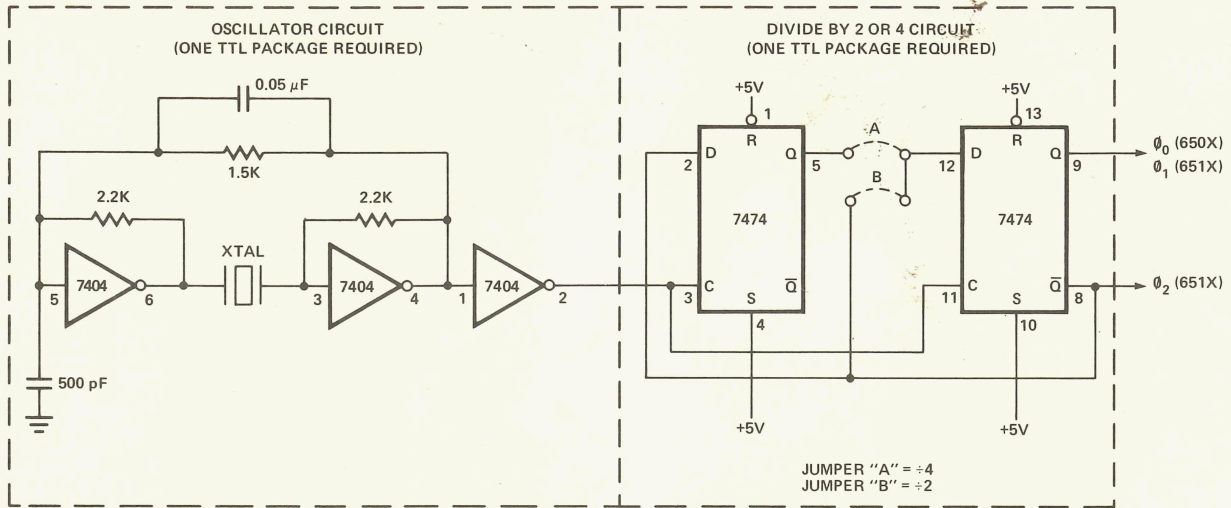 OSCILLATOR CIRCUIT
(ONE TTL PACKAGE REQUIRED)
0.05 µF
1.5K
2.2K
2.2K
XTAL
7404
7404
7404
5
6
3
4
1
2
500 pF
DIVIDE BY 2 OR 4 CIRCUIT
(ONE TTL PACKAGE REQUIRED)
+5V
1
R
2
D
Q
5
7474
3
C
Q̅
S
4
+5V
A
B
+5V
13
R
12
D
Q
9
7474
11
C
Q̅
8
S
10
+5V
Ø0 (650X)
Ø1 (651X)
Ø2 (651X)
JUMPER "A" = ÷4
JUMPER "B" = ÷2